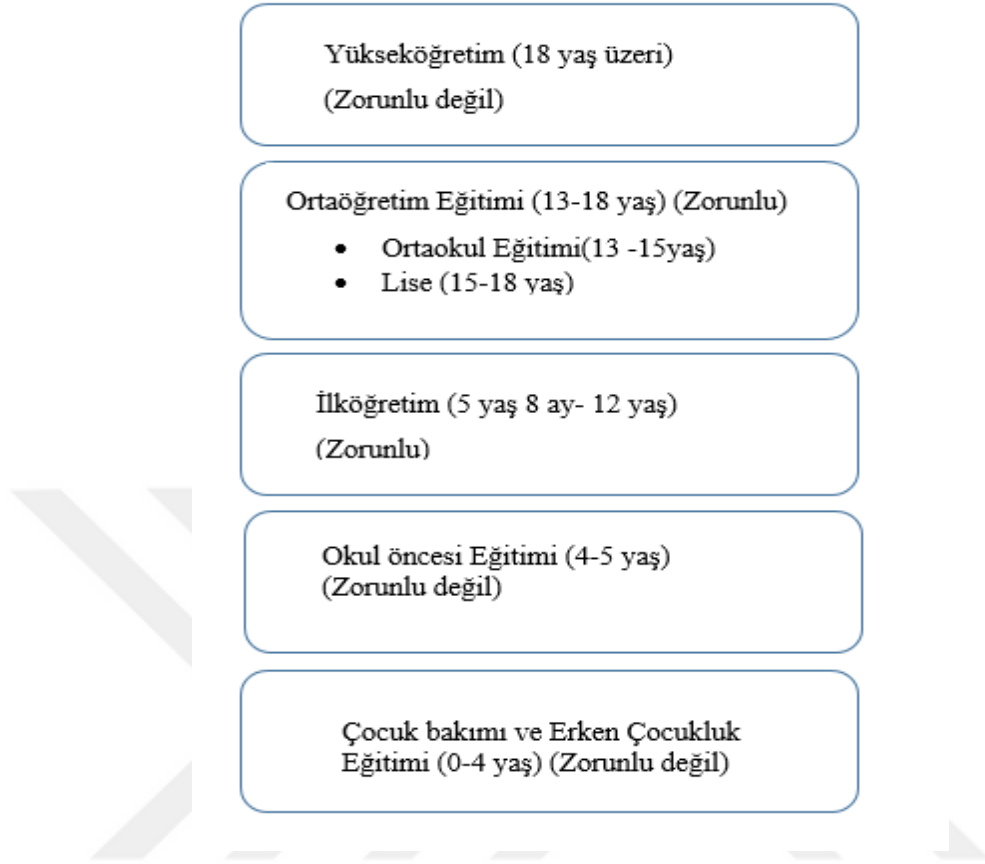 Yükseköğretim (18 yaş üzeri)
(Zorunlu değil)
Ortaöğretim Eğitimi (13-18 yaş) (Zorunlu)
• Ortaokul Eğitimi(13 -15yaş)
• Lise (15-18 yaş)
İlköğretim (5 yaş 8 ay- 12 yaş)
(Zorunlu)
Okul öncesi Eğitimi (4-5 yaş)
(Zorunlu değil)
Çocuk bakımı ve Erken Çocukluk
Eğitimi (0-4 yaş) (Zorunlu değil)